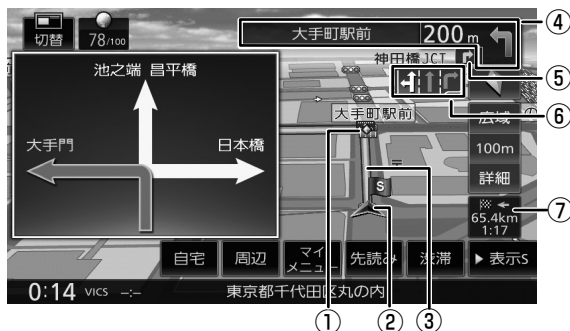 ④
切替
78/100
大手町駅前 200m
神田橋JCT
⑤
池之端 昌平橋
⑥
大手町駅前
広域
大手門
日本橋
①
100m
詳細
S
⑦
65.4km
1:17
自宅
周辺
マイ
メニュー
先読み
渋滞
▶ 表示S
0:14 VICS --:--
東京都千代田区丸の内
① ② ③